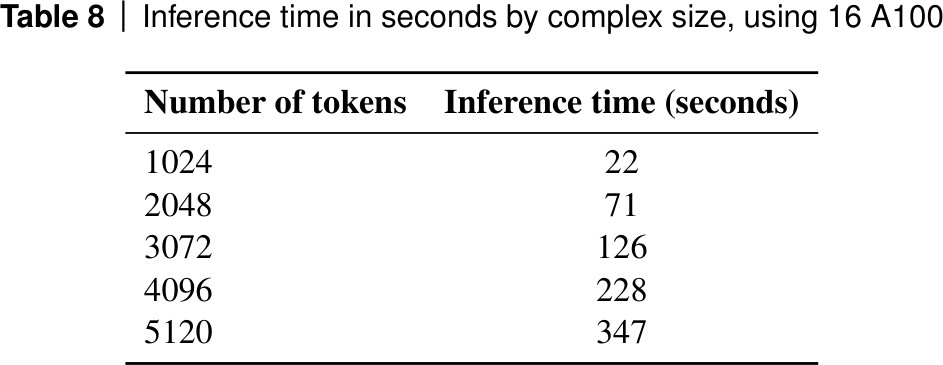 Table 8 | Inference time in seconds by complex size, using 16 A100
Number of tokens Inference time (seconds)
1024 22
2048 71
3072 126
4096 228
5120 347